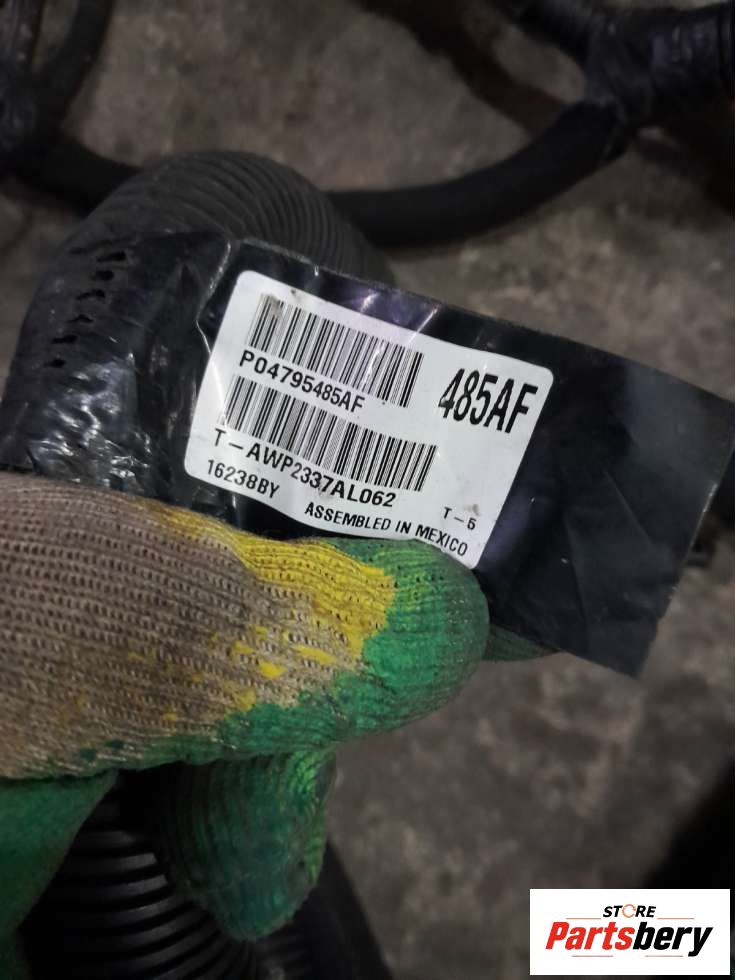 P04795485AF
485AF
T-AWP2337AL062
16238BY
T-5
ASSEMBLED IN MEXICO
STORE
Partsbery